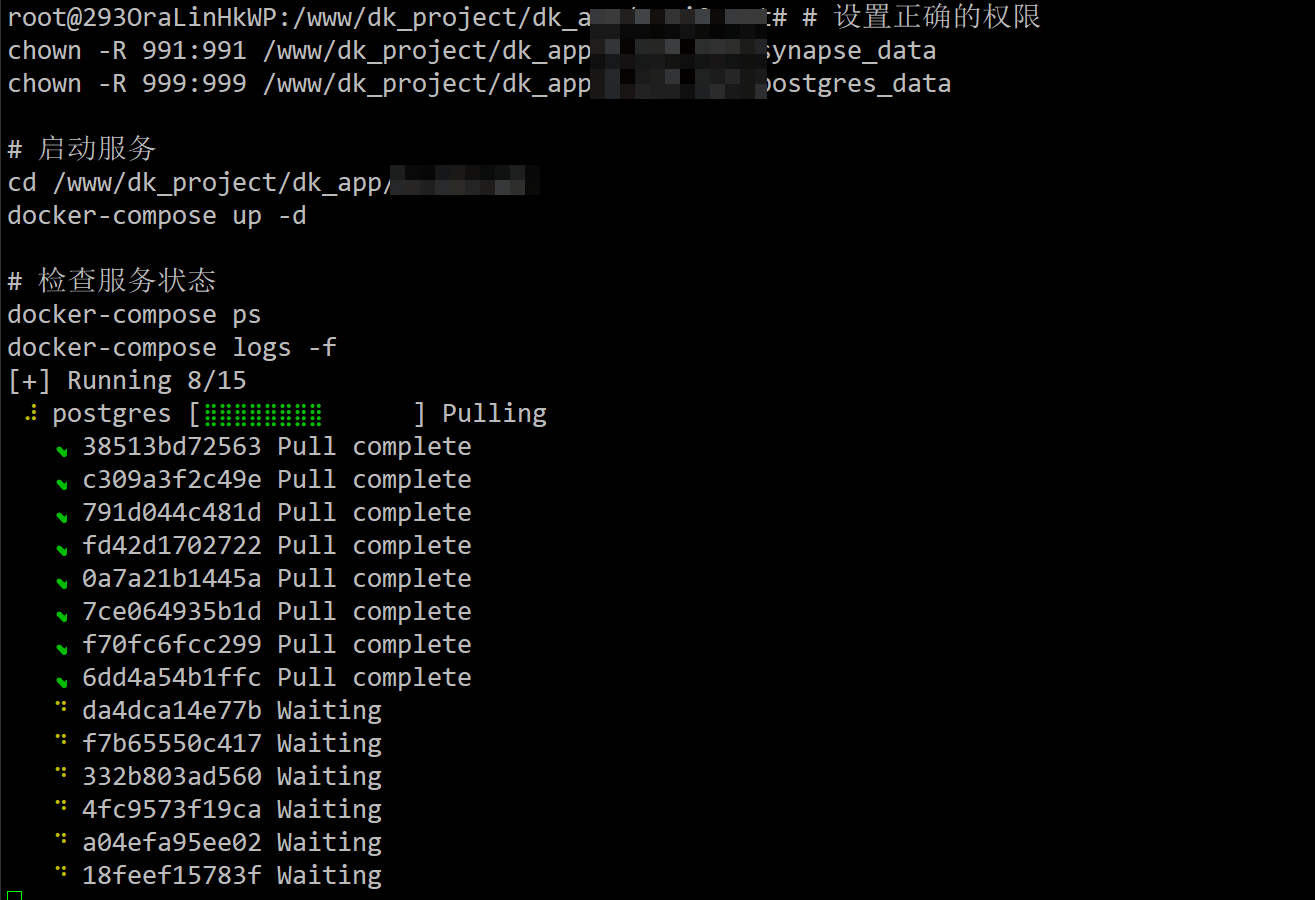 root@293OraLinHkWP:/www/dk_project/dk_a # # 设置正确的权限
chown -R 991:991 /www/dk_project/dk_app synapse_data
chown -R 999:999 /www/dk_project/dk_app postgres_data
# 启动服务
cd /www/dk_project/dk_app/
docker-compose up -d
# 检查服务状态
docker-compose ps
docker-compose logs -f
[+] Running 8/15
postgres [⣿⣿⣿⣿⣿⣿⣿⣿      ] Pulling
38513bd72563 Pull complete
c309a3f2c49e Pull complete
791d044c481d Pull complete
fd42d1702722 Pull complete
0a7a21b1445a Pull complete
7ce064935b1d Pull complete
f70fc6fcc299 Pull complete
6dd4a54b1ffc Pull complete
da4dca14e77b Waiting
f7b65550c417 Waiting
332b803ad560 Waiting
4fc9573f19ca Waiting
a04efa95ee02 Waiting
18feef15783f Waiting